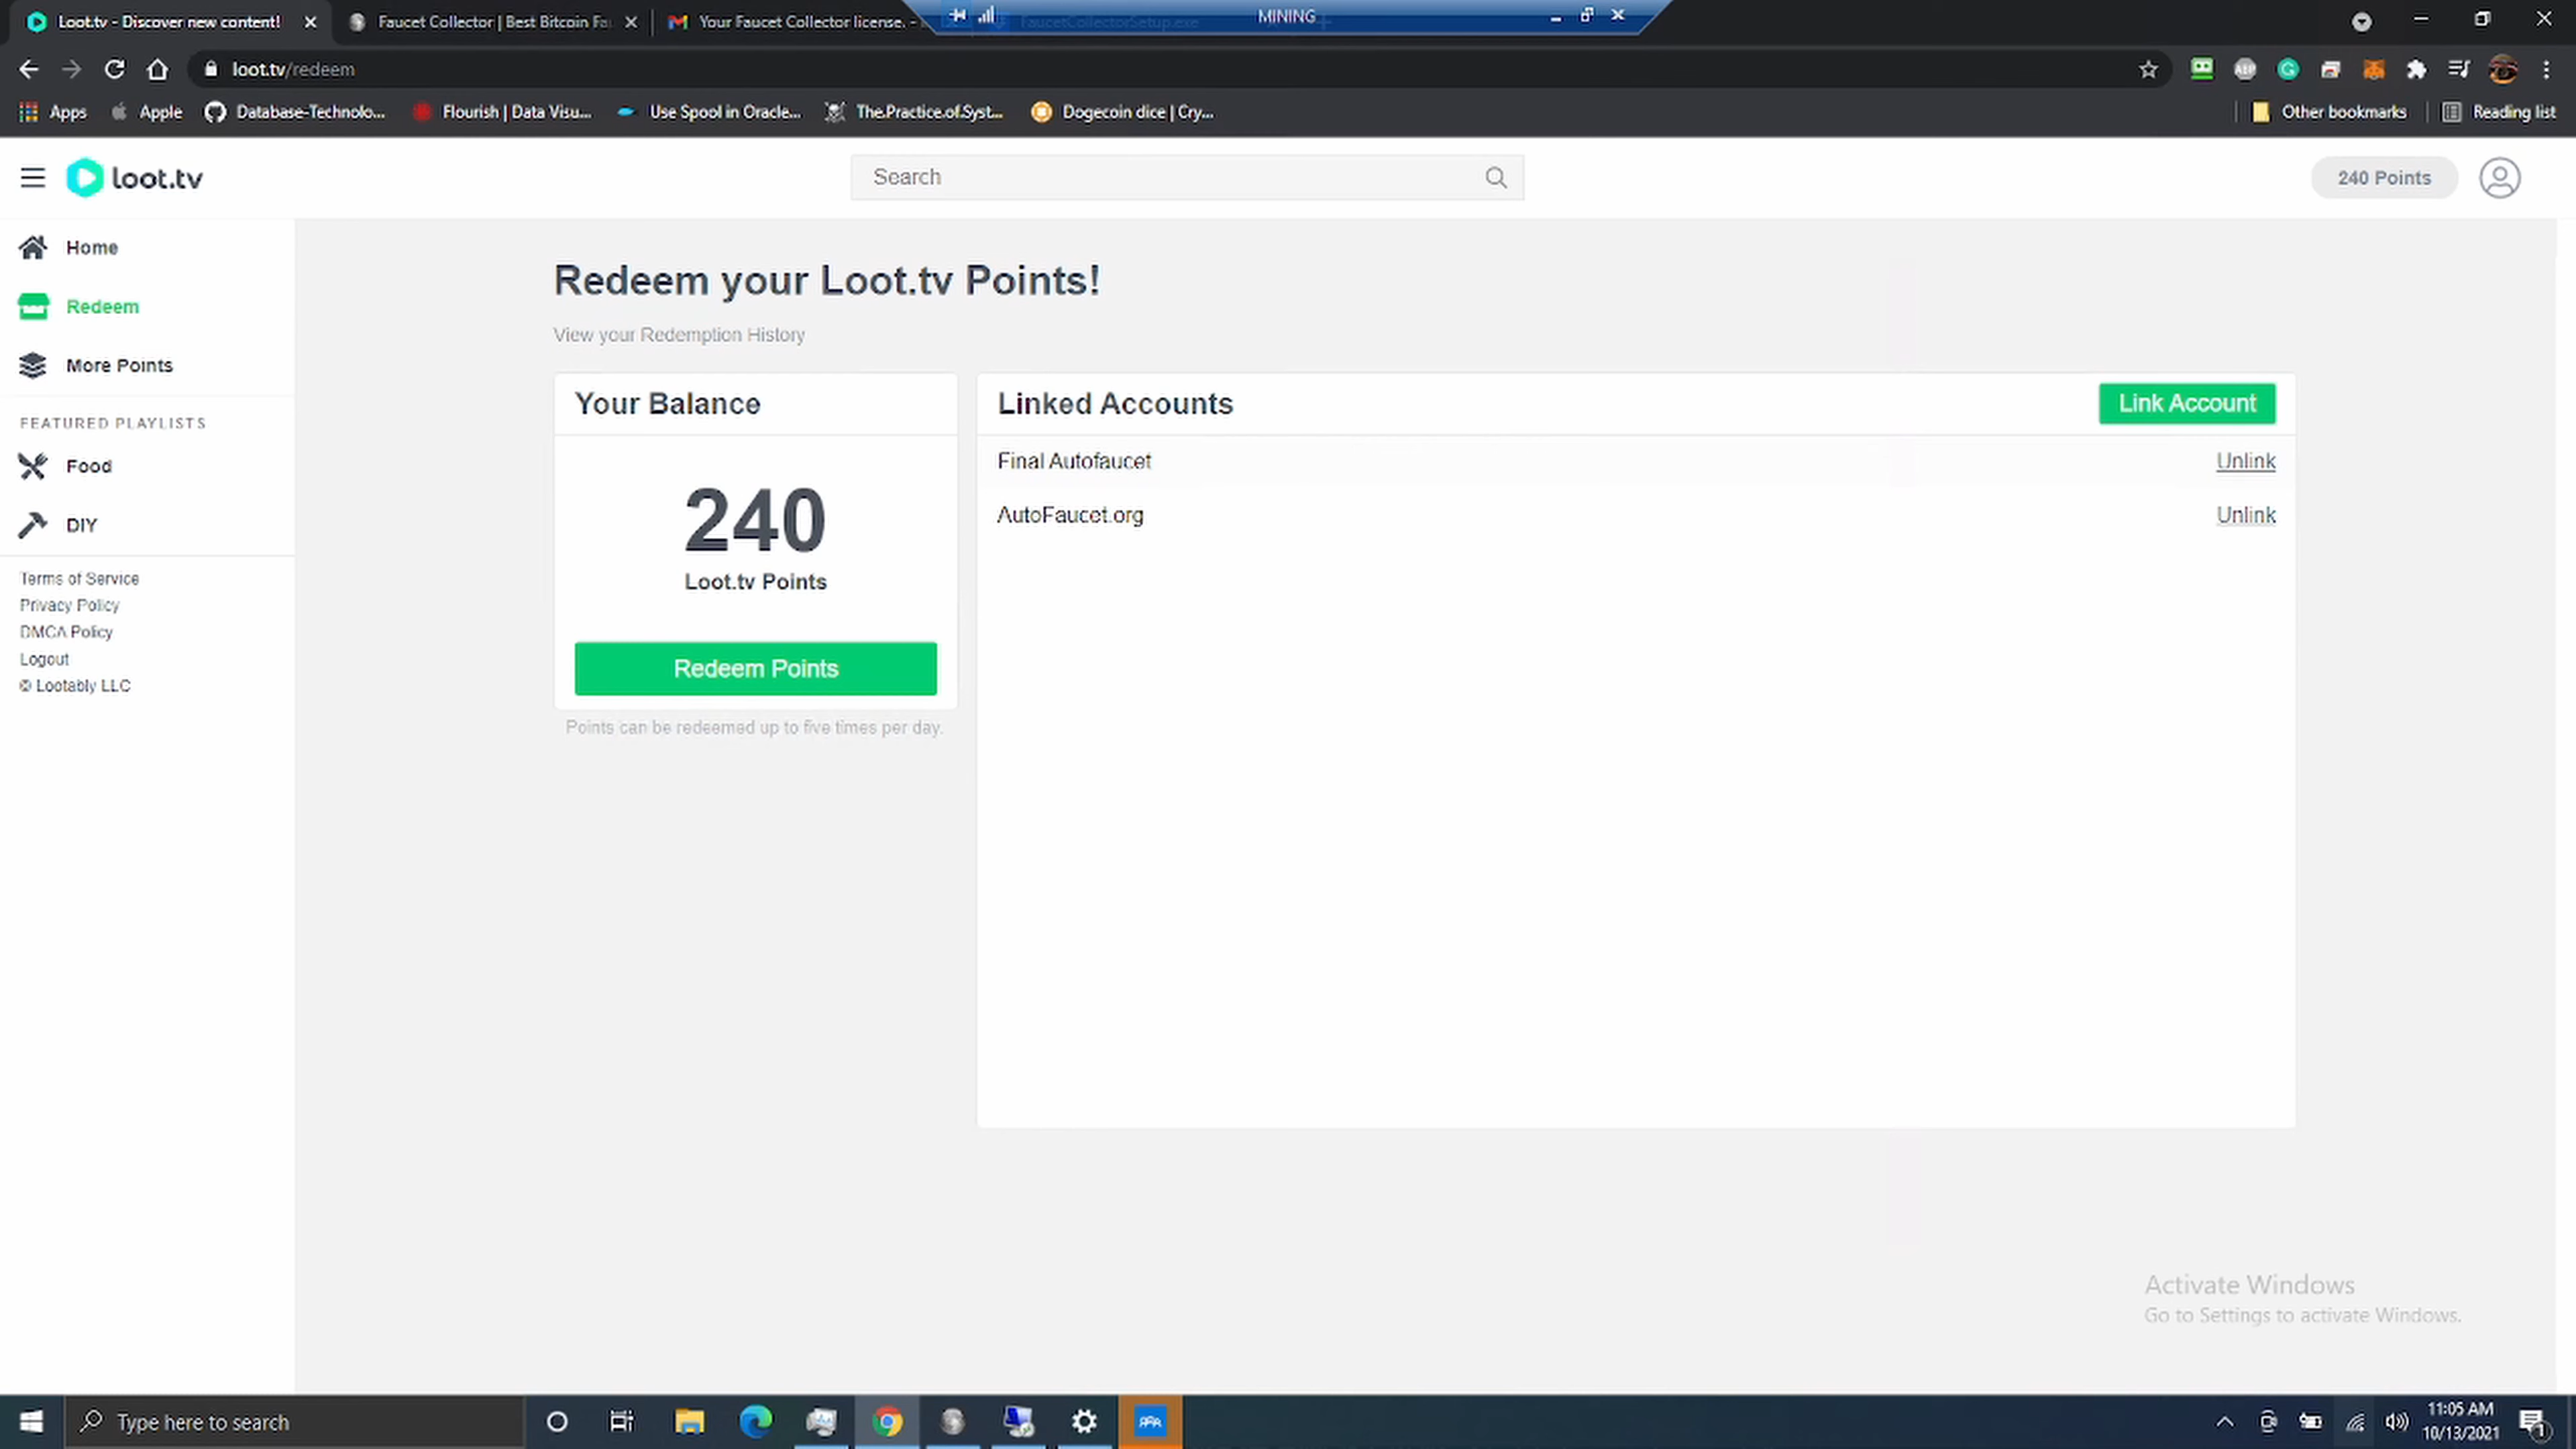 Loot.tv - Discover new content!
Faucet Collector | Best Bitcoin Fa
Your Faucet Collector license. -
FaucetCollectorSetup.exe
MINING
loot.tv/redeem
Apps
Apple
Database-Technolo...
Flourish | Data Visu...
Use Spool in Oracle...
The.Practice.of.Syst...
Dogecoin dice | Cry...
Other bookmarks
Reading list
loot.tv
Search
240 Points
Home
Redeem
More Points
FEATURED PLAYLISTS
Food
DIY
Terms of Service
Privacy Policy
DMCA Policy
Logout
© Lootably LLC
Redeem your Loot.tv Points!
View your Redemption History
Your Balance
240
Loot.tv Points
Redeem Points
Points can be redeemed up to five times per day.
Linked Accounts
Link Account
Final Autofaucet
Unlink
AutoFaucet.org
Unlink
Activate Windows
Go to Settings to activate Windows.
Type here to search
11:05 AM
10/13/2021
1